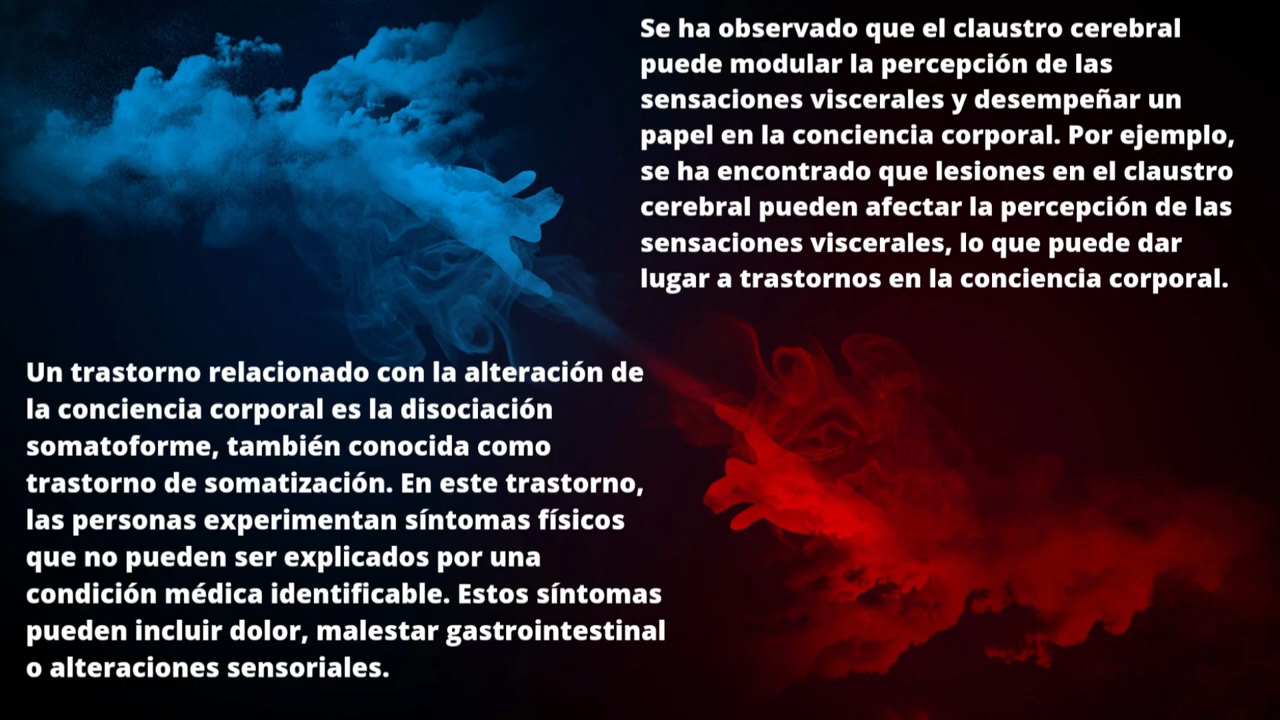 Se ha observado que el claustro cerebral
puede modular la percepción de las
sensaciones viscerales y desempeñar un
papel en la conciencia corporal. Por ejemplo,
se ha encontrado que lesiones en el claustro
cerebral pueden afectar la percepción de las
sensaciones viscerales, lo que puede dar
lugar a trastornos en la conciencia corporal.
Un trastorno relacionado con la alteración de
la conciencia corporal es la disociación
somatoforme, también conocida como
trastorno de somatización. En este trastorno,
las personas experimentan síntomas físicos
que no pueden ser explicados por una
condición médica identificable. Estos síntomas
pueden incluir dolor, malestar gastrointestinal
o alteraciones sensoriales.